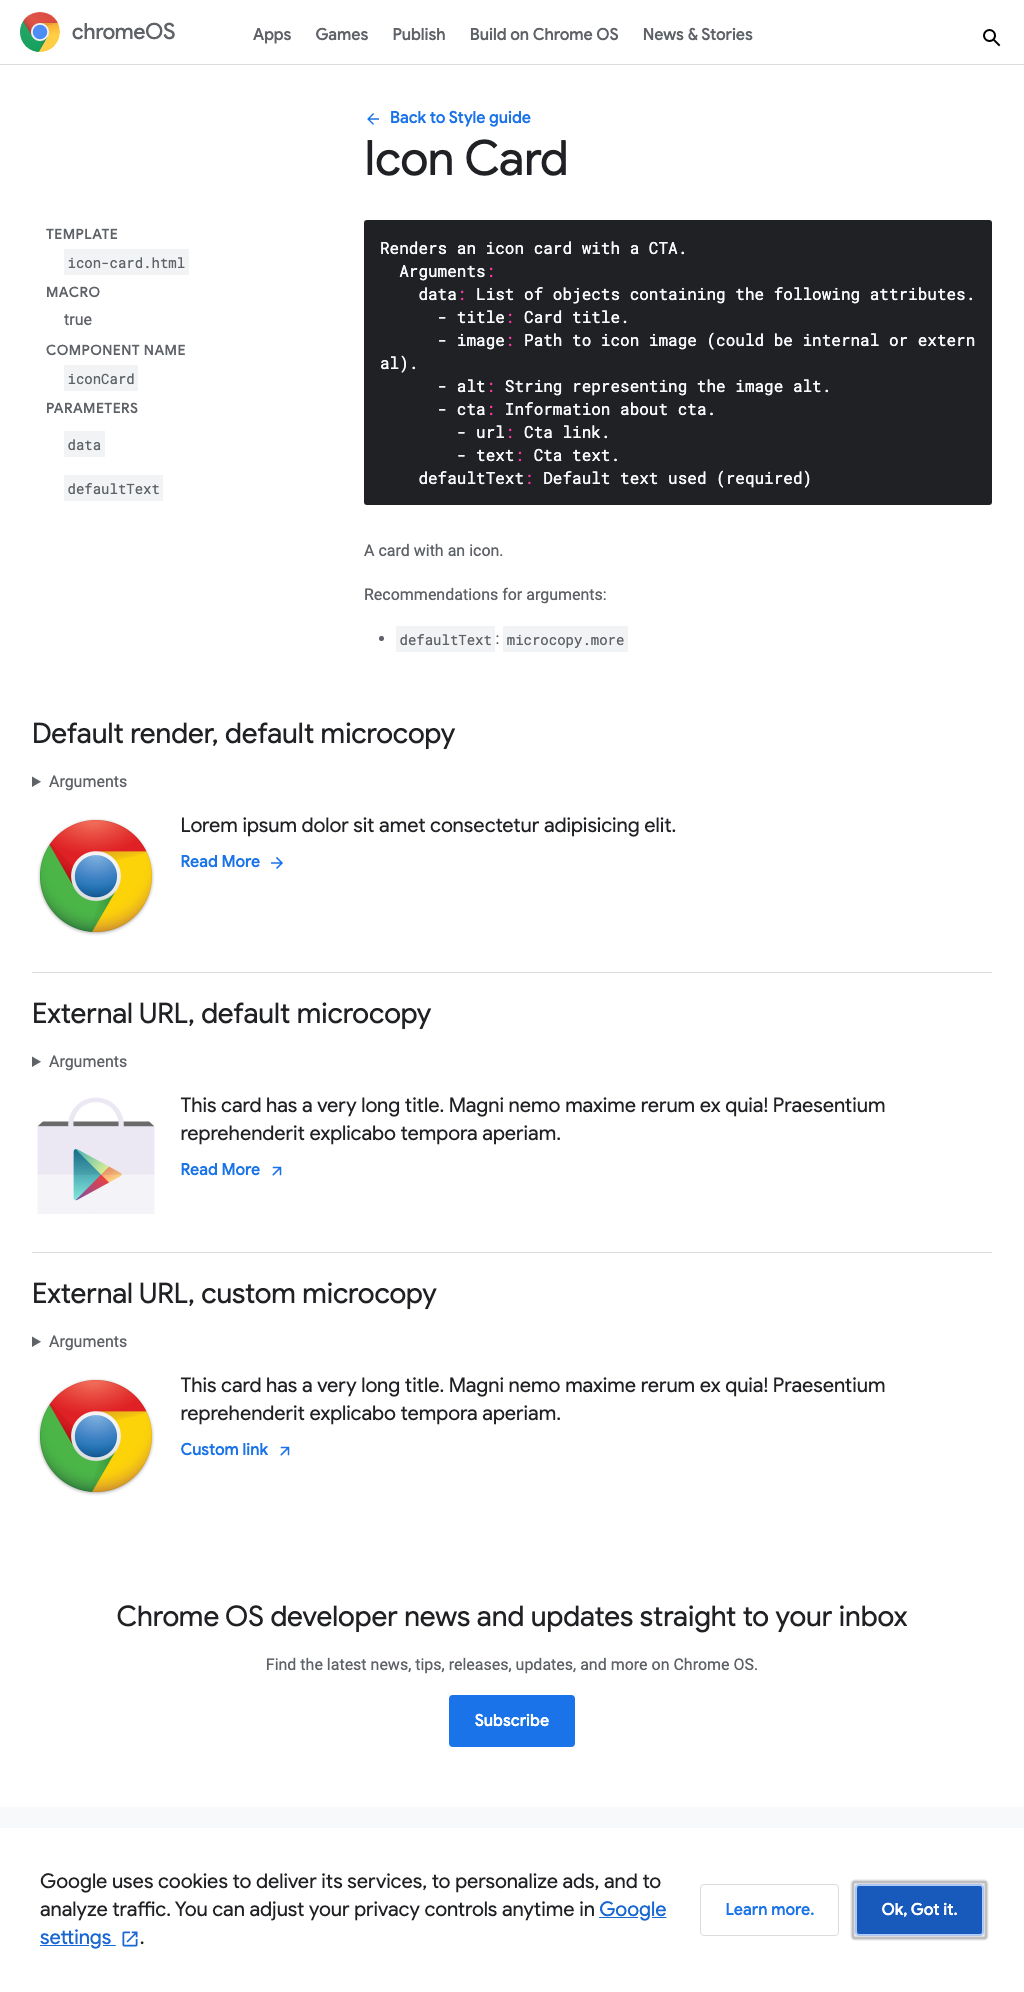 chromeOS
Apps Games Publish Build on Chrome OS News & Stories
Back to Style guide
Icon Card
TEMPLATE
icon-card.html
MACRO
true
COMPONENT NAME
iconCard
PARAMETERS
data
defaultText
Renders an icon card with a CTA.
Arguments:
data: List of objects containing the following attributes.
- title: Card title.
- image: Path to icon image (could be internal or extern
al).
- alt: String representing the image alt.
- cta: Information about cta.
- url: Cta link.
- text: Cta text.
defaultText: Default text used (required)
A card with an icon.
Recommendations for arguments:
• defaultText: microcopy.more
Default render, default microcopy
Arguments
Lorem ipsum dolor sit amet consectetur adipisicing elit.
Read More
External URL, default microcopy
Arguments
This card has a very long title. Magni nemo maxime rerum ex quia! Praesentium
reprehenderit explicabo tempora aperiam.
Read More
External URL, custom microcopy
Arguments
This card has a very long title. Magni nemo maxime rerum ex quia! Praesentium
reprehenderit explicabo tempora aperiam.
Custom link
Chrome OS developer news and updates straight to your inbox
Find the latest news, tips, releases, updates, and more on Chrome OS.
Subscribe
Google uses cookies to deliver its services, to personalize ads, and to
analyze traffic. You can adjust your privacy controls anytime in Google
settings .
Learn more.
Ok, Got it.